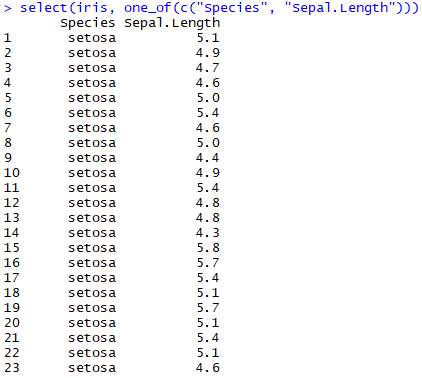 > select(iris, one_of(c("Species", "Sepal.Length")))
Species Sepal.Length
1 setosa 5.1
2 setosa 4.9
3 setosa 4.7
4 setosa 4.6
5 setosa 5.0
6 setosa 5.4
7 setosa 4.6
8 setosa 5.0
9 setosa 4.4
10 setosa 4.9
11 setosa 5.4
12 setosa 4.8
13 setosa 4.8
14 setosa 4.3
15 setosa 5.8
16 setosa 5.7
17 setosa 5.4
18 setosa 5.1
19 setosa 5.7
20 setosa 5.1
21 setosa 5.4
22 setosa 5.1
23 setosa 4.6